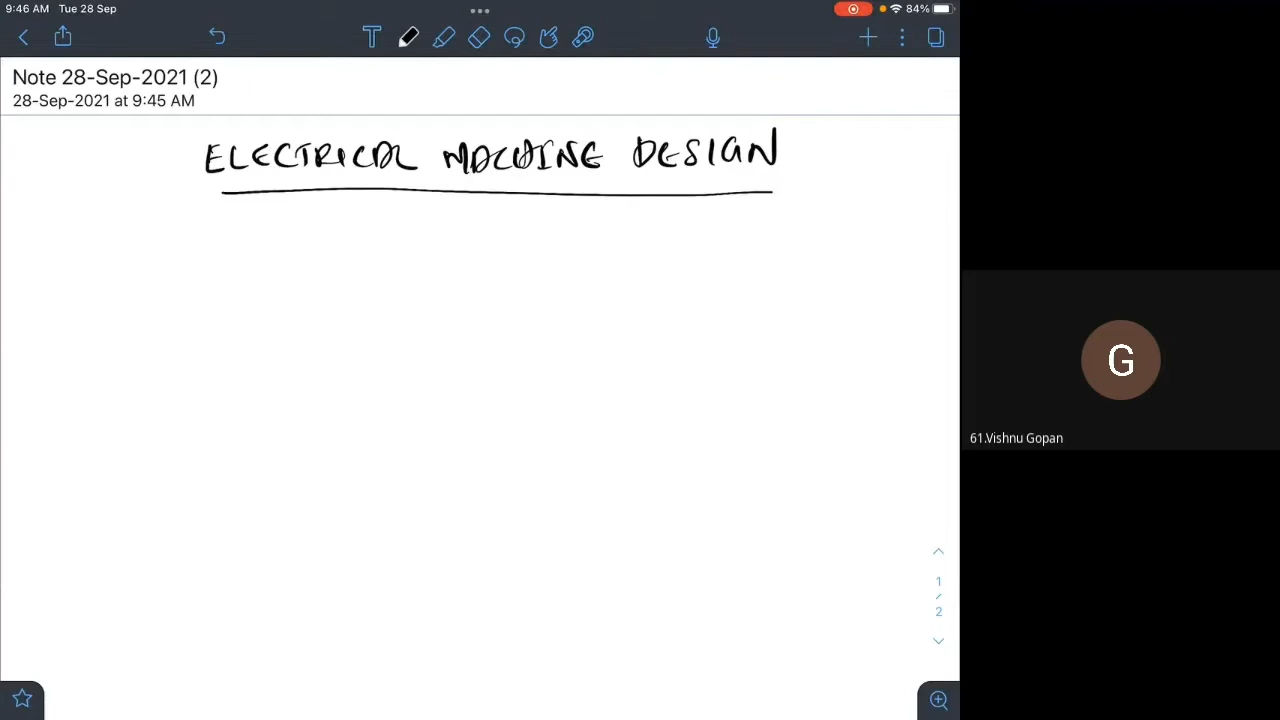 9:46 AM Tue 28 Sep
84%
Note 28-Sep-2021 (2)
28-Sep-2021 at 9:45 AM
ELECTRICAL MACHINE DESIGN
T
G
61.Vishnu Gopan
1
/
2